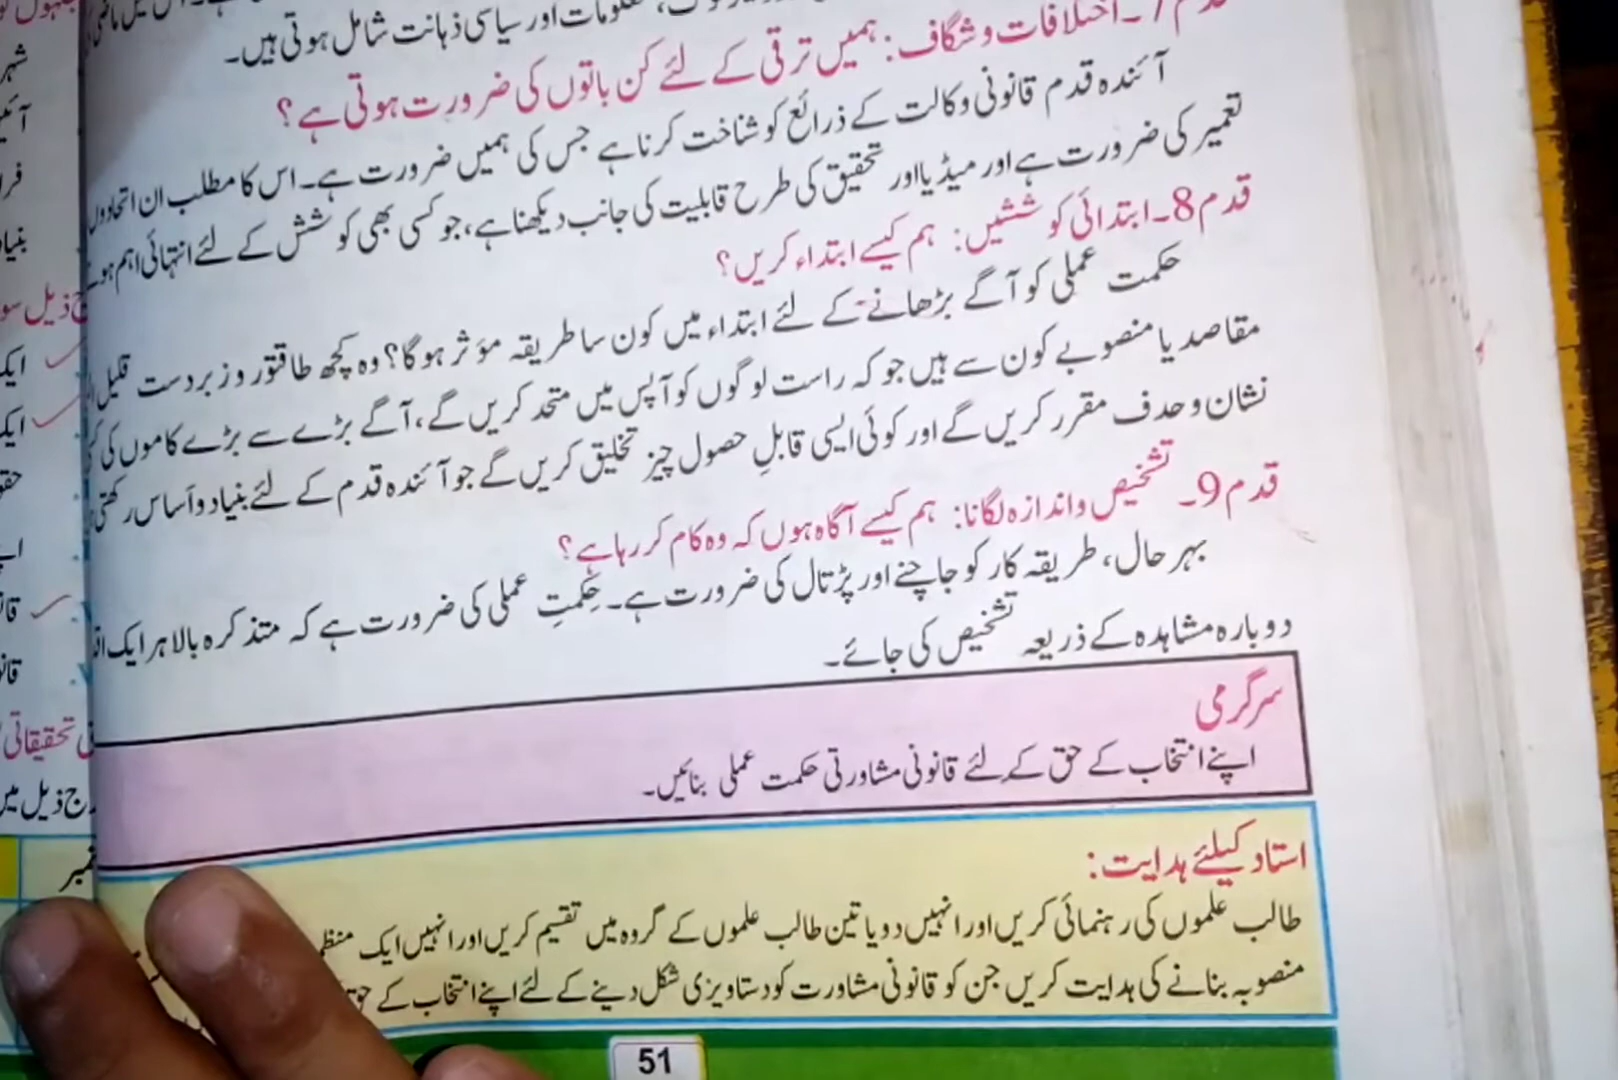 معلومات اور سیاسی ذہانت شامل ہوتی ہیں۔
قدم 7۔ اختلافات و شگاف: ہمیں ترقی کے لئے کن باتوں کی ضرورت ہوتی ہے؟
آئندہ قدم قانونی وکالت کے ذرائع کو شناخت کرنا ہے جس کی ہمیں ضرورت ہے۔ اس کا مطلب ان اتحادوں
تعمیر کی ضرورت ہے اور میڈیا اور تحقیق کی طرح قابلیت کی جانب دیکھنا ہے، جو کسی بھی کوشش کے لئے انتہائی اہم ہوتے
قدم 8۔ ابتدائی کوششیں: ہم کیسے ابتداء کریں؟
حکمت عملی کو آگے بڑھانے کے لئے ابتداء میں کون سا طریقہ مؤثر ہوگا؟ وہ کچھ طاقتور و زبردست قلیل
مقاصد یا منصوبے کون سے ہیں جو کہ راست لوگوں کو آپس میں متحد کریں گے، آگے بڑے سے بڑے کاموں کی
نشان و حدف مقرر کریں گے اور کوئی ایسی قابلِ حصول چیز تخلیق کریں گے جو آئندہ قدم کے لئے بنیاد و اَساس رکھتی
قدم 9۔ تشخیص و اندازہ لگانا: ہم کیسے آگاہ ہوں کہ وہ کام کر رہا ہے؟
بہر حال، طریقہ کار کو جاچنے اور پڑتال کی ضرورت ہے۔ حِکمتِ عملی کی ضرورت ہے کہ متذکرہ بالا ہر ایک
دوبارہ مشاہدہ کے ذریعہ تشخیص کی جائے۔
سرگرمی
اپنے انتخاب کے حق کے لئے قانونی مشاورتی حکمت عملی بنائیں۔
استاد کیلئے ہدایت:
طالب علموں کی رہنمائی کریں اور انہیں دو یا تین طالب علموں کے گروہ میں تقسیم کریں اور انہیں ایک
منصوبہ بنانے کی ہدایت کریں جن کو قانونی مشاورت کو دستاویزی شکل دینے کے لئے اپنے انتخاب کے
51